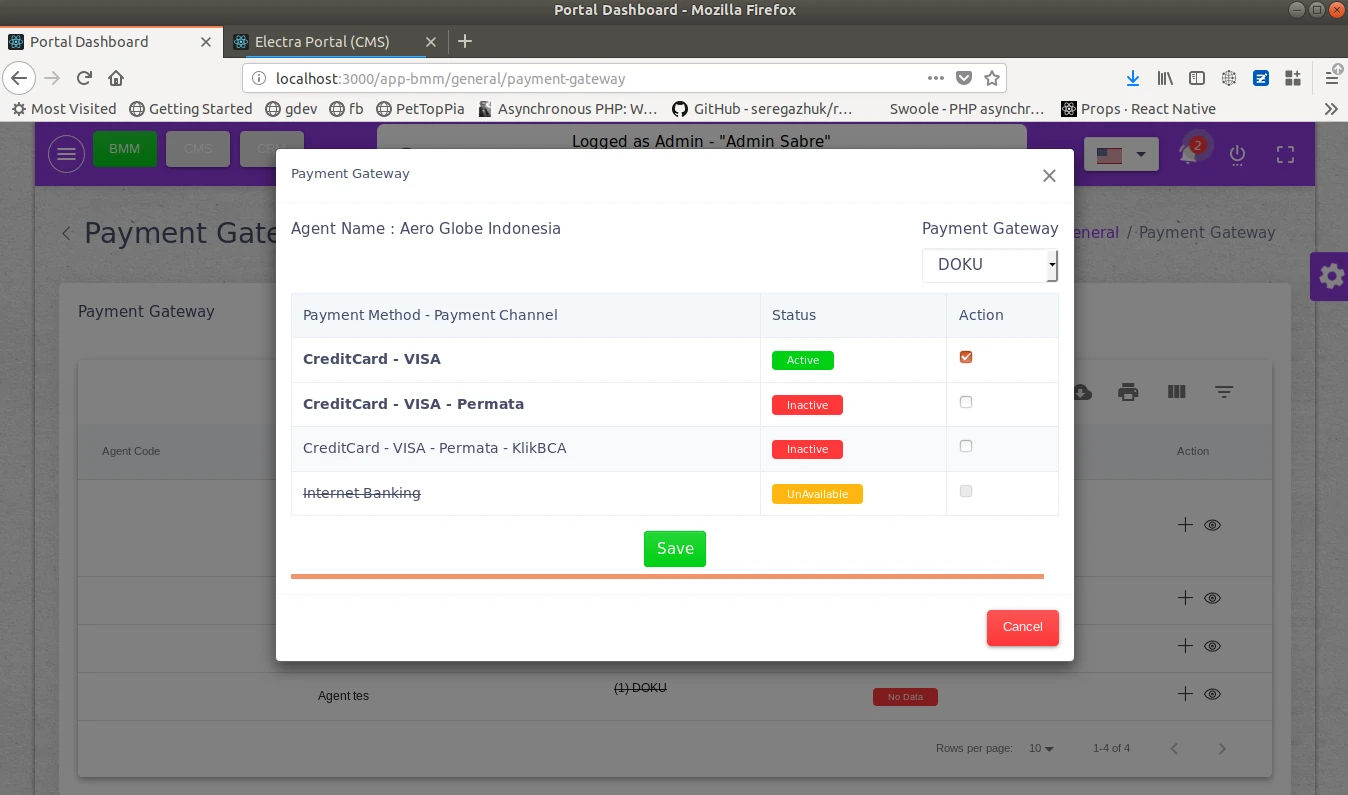 Portal Dashboard - Mozilla Firefox
Portal Dashboard
Electra Portal (CMS)
localhost:3000/app-bmm/general/payment-gateway
Most Visited
Getting Started
gdev
fb
PetTopPia
Asynchronous PHP: W…
GitHub - seregazhuk/r…
Swoole - PHP asynchr…
Props · React Native
BMM
CMS
Logged as Admin - "Admin Sabre"
2
Payment Gate
eneral / Payment Gateway
Payment Gateway
Agent Name : Aero Globe Indonesia
Payment Gateway
DOKU
Payment Method - Payment Channel Status Action
CreditCard - VISA Active
CreditCard - VISA - Permata Inactive
CreditCard - VISA - Permata - KlikBCA Inactive
Internet Banking UnAvailable
Save
Cancel
Payment Gateway
Agent Code
Action
Agent tes (1) DOKU No Data
Rows per page: 10 1-4 of 4